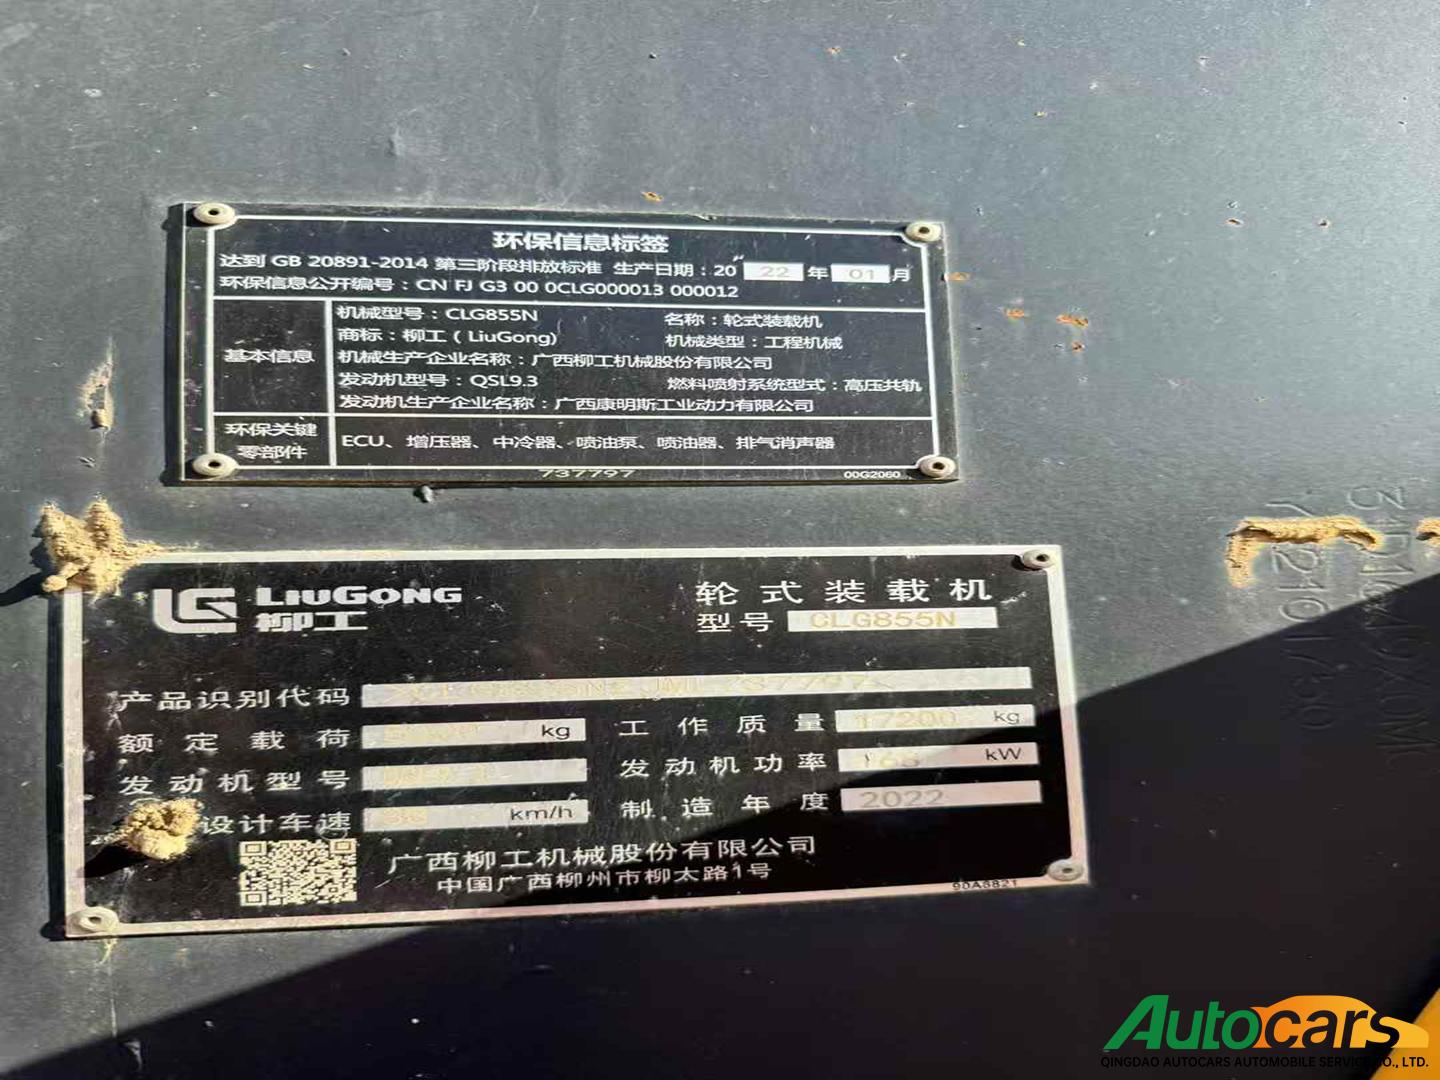 环保信息标签
达到 GB 20891-2014 第三阶段排放标准 生产日期：20 22 年 01 月
环保信息公开编号：CN FJ G3 00 0CLG000013 000012
基本信息
机械型号：CLG855N 名称：轮式装载机
商标：柳工（LiuGong） 机械类型：工程机械
机械生产企业名称：广西柳工机械股份有限公司
发动机型号：QSL9.3 燃料喷射系统型式：高压共轨
发动机生产企业名称：广西康明斯工业动力有限公司
环保关键零部件
ECU、增压器、中冷器、喷油泵、喷油器、排气消声器
737797 00G2060
LIUGONG 柳工
轮式装载机
型号 CLG855N
产品识别代码
额定载荷 kg 工作质量 17200 kg
发动机型号 发动机功率 168 kW
设计车速 km/h 制造年度 2022
广西柳工机械股份有限公司
中国广西柳州市柳太路1号
90A8821
Autocars
QINGDAO AUTOCARS AUTOMOBILE SERVICE CO., LTD.